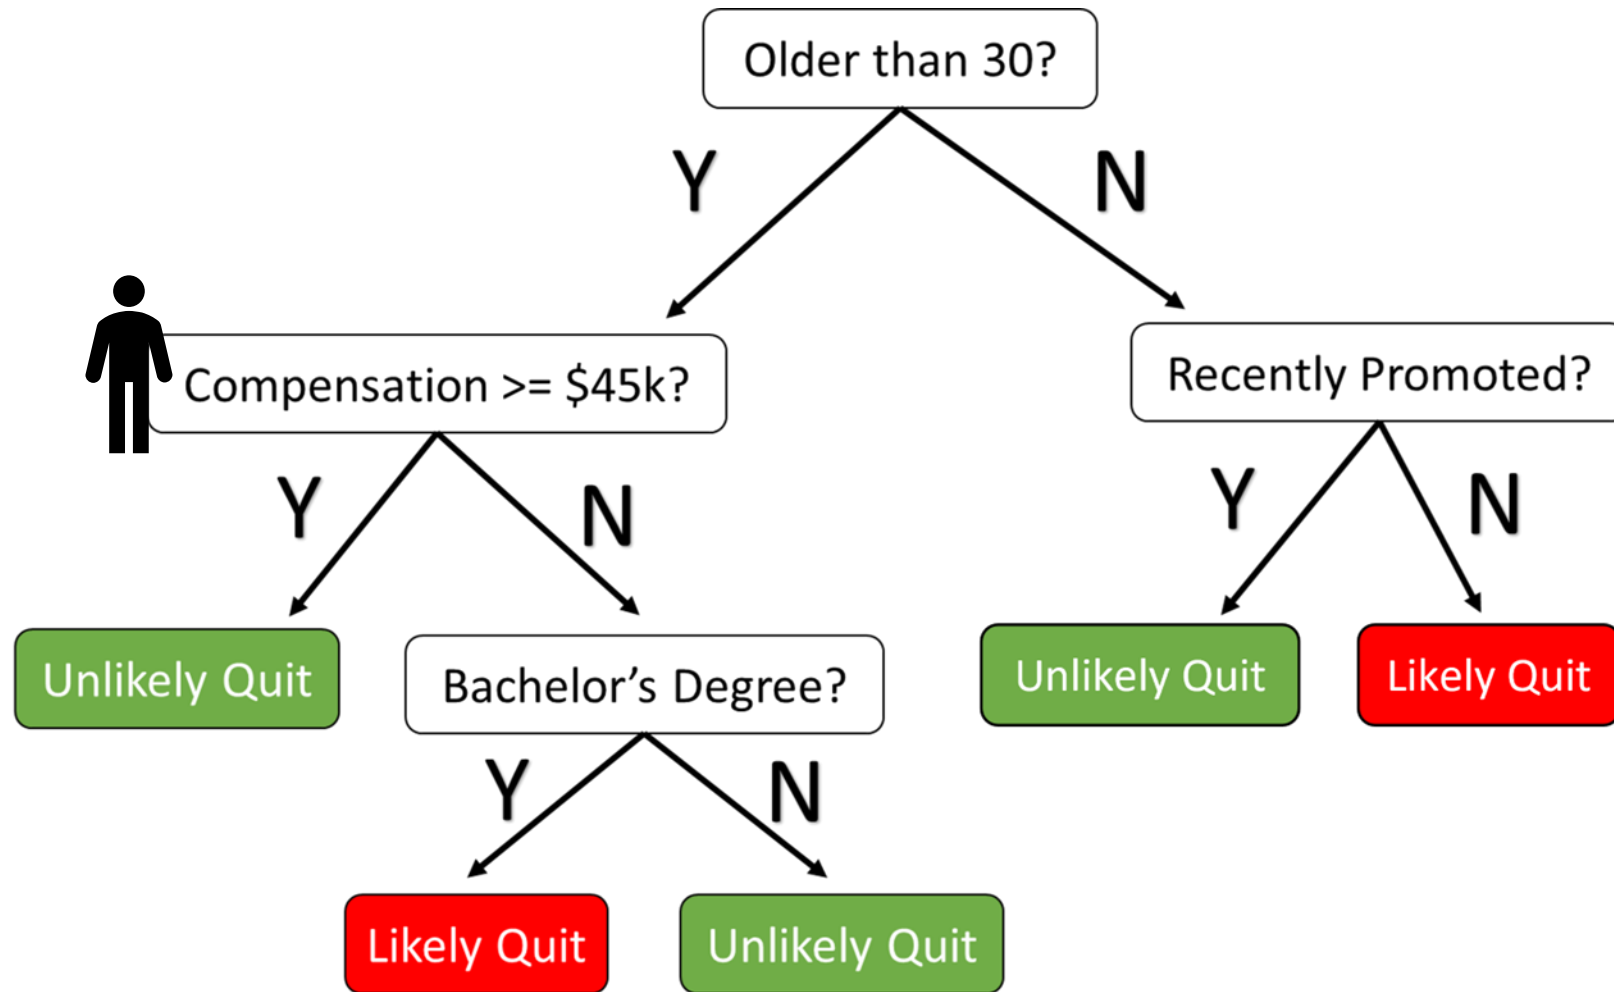 Older than 30?
Y
N
Compensation >= $45k?
Recently Promoted?
Y
N
Y
N
Unlikely Quit
Bachelor’s Degree?
Unlikely Quit
Likely Quit
Y
N
Likely Quit
Unlikely Quit